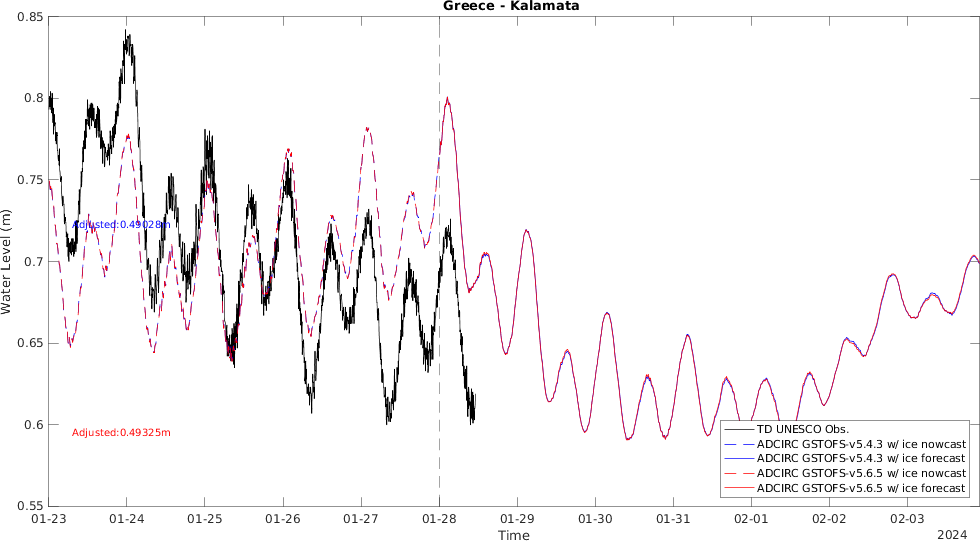 Greece - Kalamata
0.85
0.8
0.75
0.7
0.65
0.6
0.55
Water Level (m)
Adjusted:0.49028m
Adjusted:0.49325m
TD UNESCO Obs.
ADCIRC GSTOFS-v5.4.3 w/ ice nowcast
ADCIRC GSTOFS-v5.4.3 w/ ice forecast
ADCIRC GSTOFS-v5.6.5 w/ ice nowcast
ADCIRC GSTOFS-v5.6.5 w/ ice forecast
01-23 01-24 01-25 01-26 01-27 01-28 01-29 01-30 01-31 02-01 02-02 02-03
Time
2024